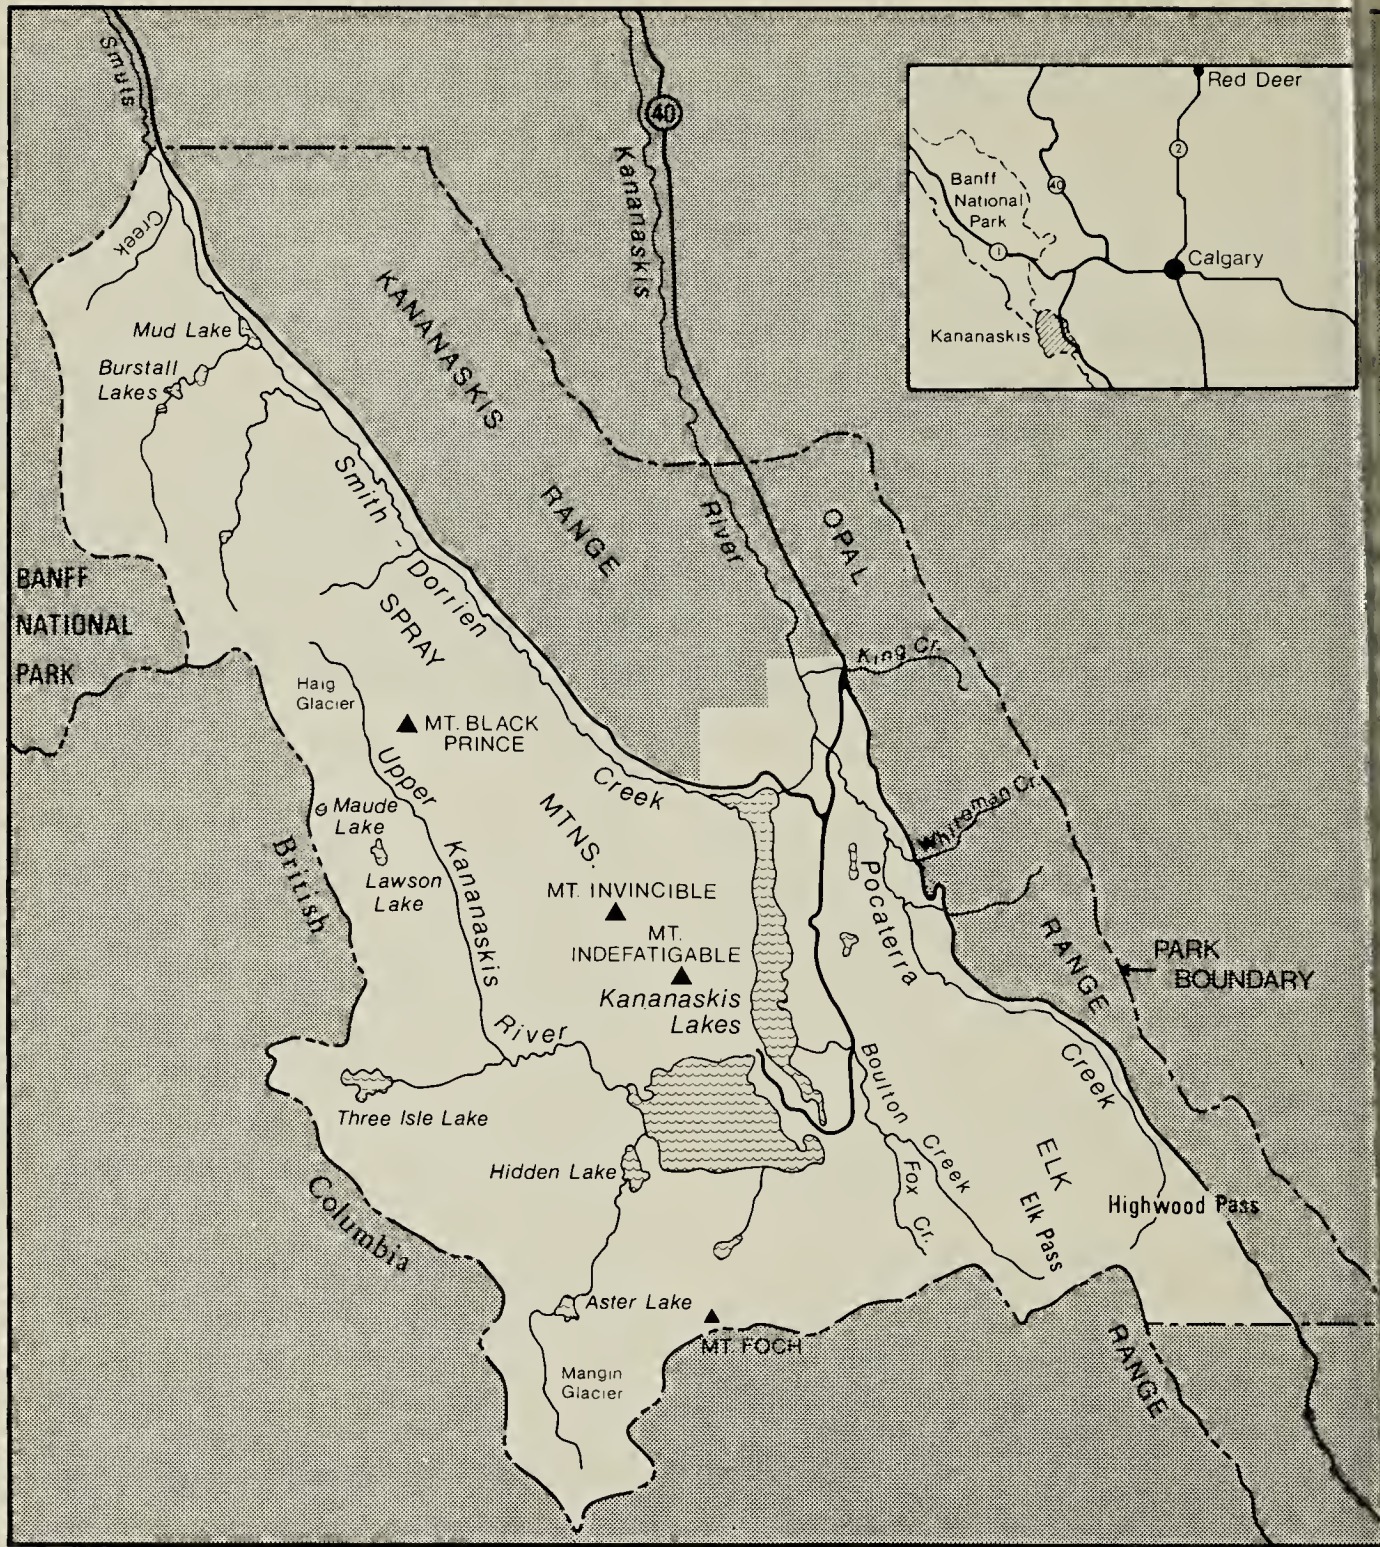 Smuts
Creek
40
Kananaskis
River
Red Deer
2
40
Banff
National
Park
1
Calgary
Kananaskis
KANANASKIS
RANGE
Mud Lake
Burstall
Lakes
Smith
-
Dorrien
Creek
OPAL
RANGE
BANFF
NATIONAL
PARK
SPRAY
MTNS.
King Cr.
Haig
Glacier
MT. BLACK
PRINCE
Upper
Kananaskis
River
Maude
Lake
Lawson
Lake
British
Columbia
Whiteman Cr.
Pocaterra
Creek
MT. INVINCIBLE
MT.
INDEFATIGABLE
Kananaskis
Lakes
PARK
BOUNDARY
Three Isle Lake
Hidden Lake
Boulton
Creek
Fox
Cr.
ELK
RANGE
Elk Pass
Highwood Pass
Aster Lake
MT. FOCH
Mangin
Glacier